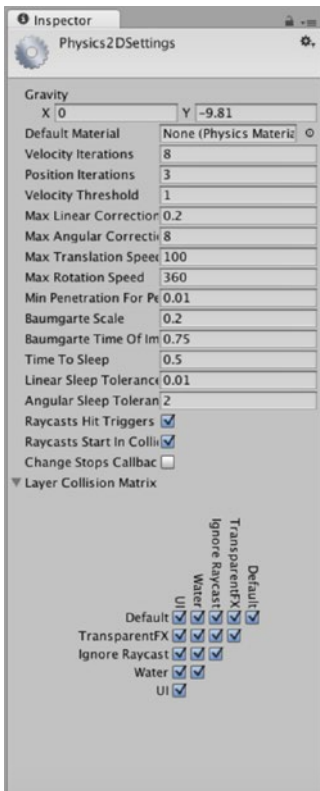 Inspector
Physics2DSettings
Gravity
X 0 Y -9.81
Default Material None (Physics Materia
Velocity Iterations 8
Position Iterations 3
Velocity Threshold 1
Max Linear Correction 0.2
Max Angular Correcti 8
Max Translation Speed 100
Max Rotation Speed 360
Min Penetration For Pe 0.01
Baumgarte Scale 0.2
Baumgarte Time Of Im 0.75
Time To Sleep 0.5
Linear Sleep Tolerance 0.01
Angular Sleep Toleran 2
Raycasts Hit Triggers
Raycasts Start In Colli
Change Stops Callbac
Layer Collision Matrix
UI
Water
Ignore Raycast
TransparentFX
Default
Default
TransparentFX
Ignore Raycast
Water
UI